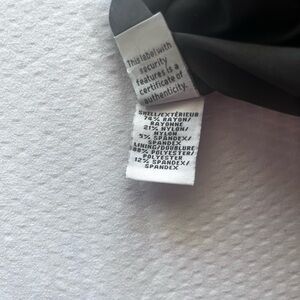 This label with
security
features is a
certificate of
authenticity.
SHELL/EXTÉRIEUR
74% RAYON/
RAYONNE
21% NYLON/
NYLON
5% SPANDEX/
SPANDEX
LINING/DOUBLURE
88% POLYESTER/
POLYESTER
12% SPANDEX/
SPANDEX